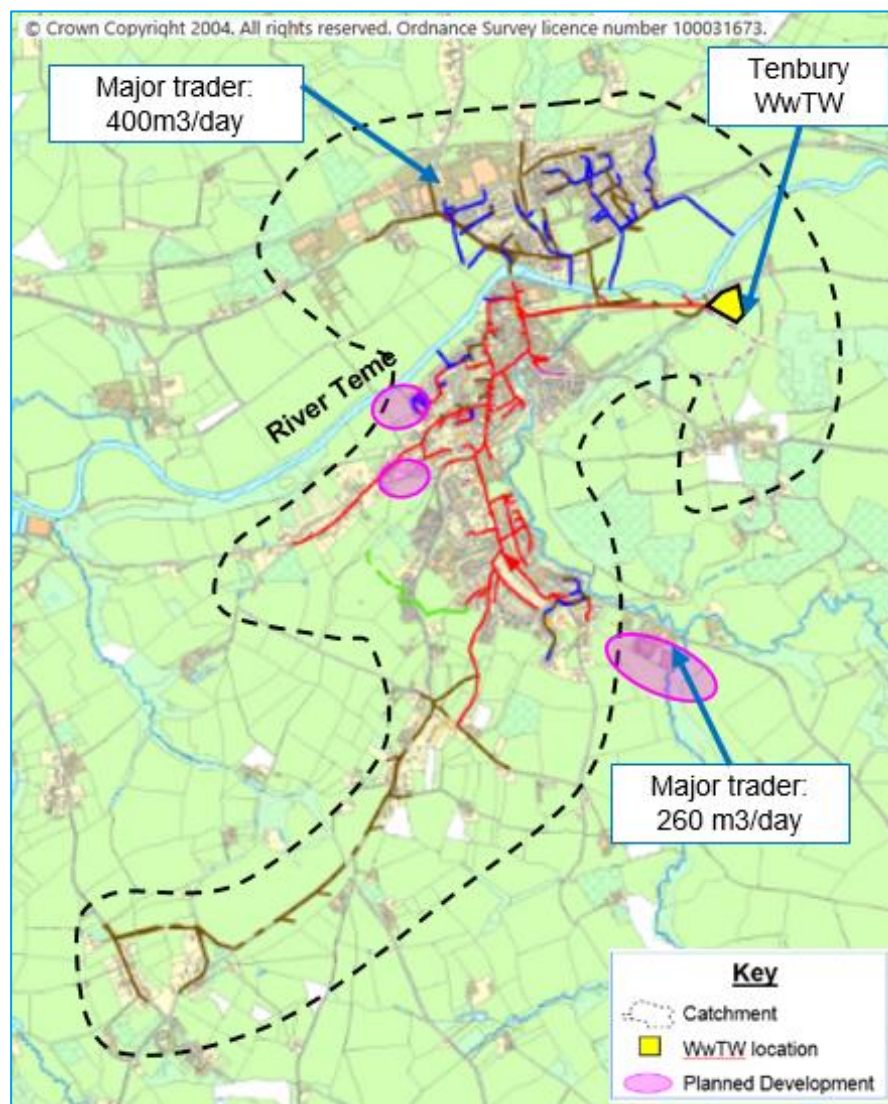 © Crown Copyright 2004. All rights reserved. Ordnance Survey licence number 100031673.
Major trader:
400m3/day
Tenbury
WwTW
River Teme
Major trader:
260 m3/day
Key
Catchment
WwTW location
Planned Development